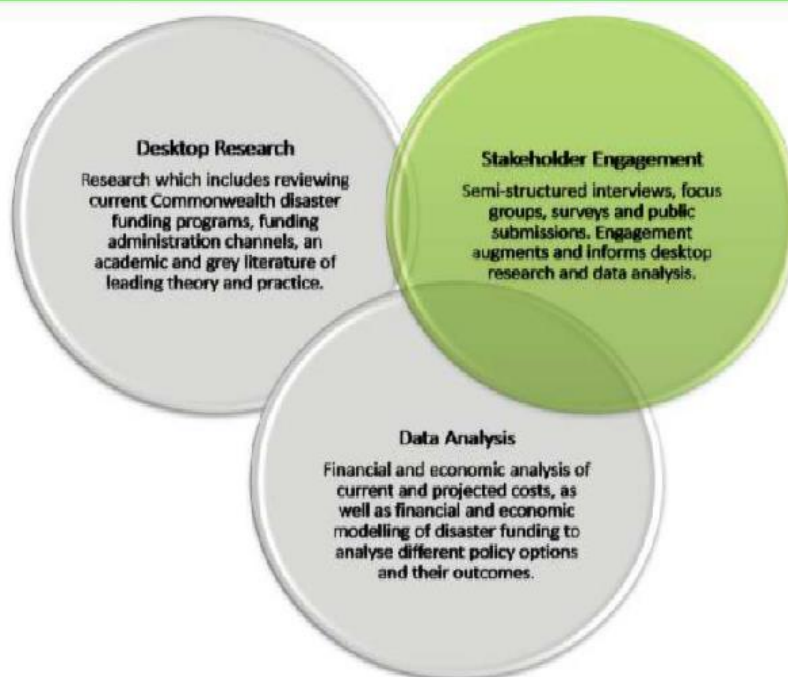 Desktop Research
Research which includes reviewing
current Commonwealth disaster
funding programs, funding
administration channels, an
academic and grey literature of
leading theory and practice.
Stakeholder Engagement
Semi-structured interviews, focus
groups, surveys and public
submissions. Engagement
augments and informs desktop
research and data analysis.
Data Analysis
Financial and economic analysis of
current and projected costs, as
well as financial and economic
modelling of disaster funding to
analyse different policy options
and their outcomes.